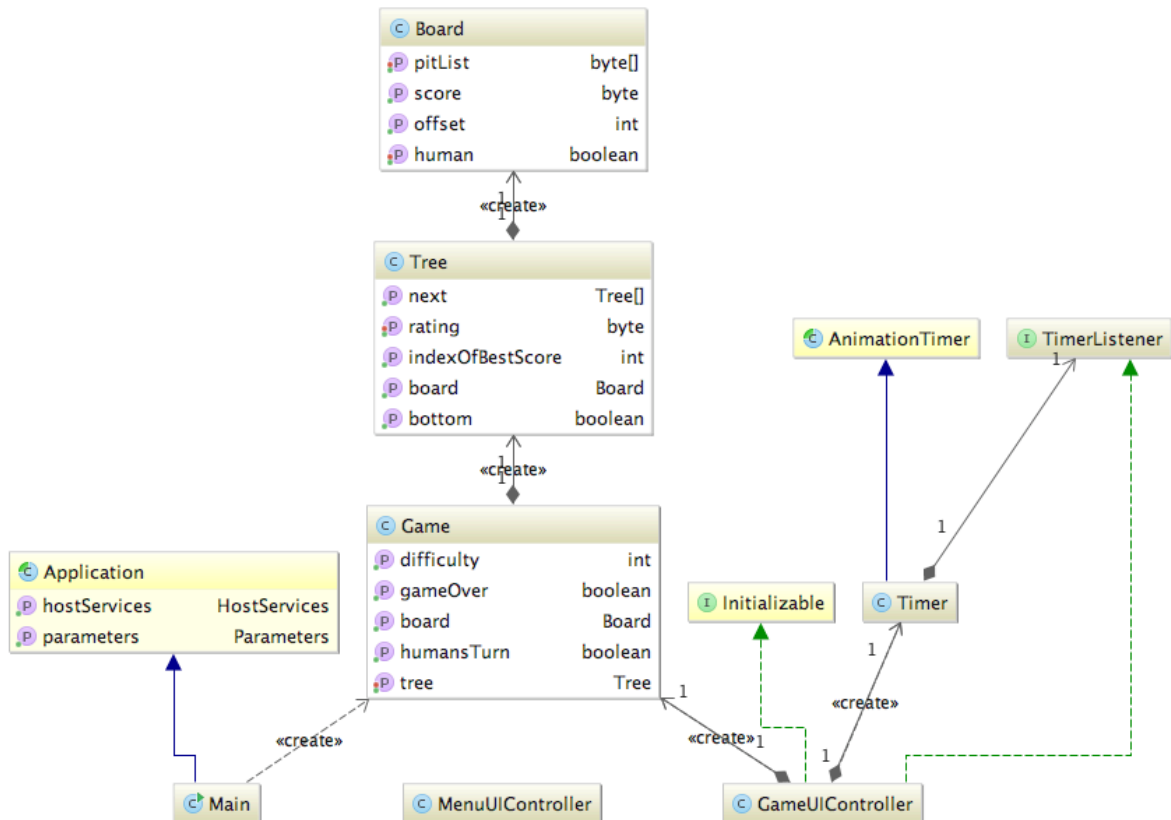 Board
pitList byte[]
score byte
offset int
human boolean
1
«create»
1
Tree
next Tree[]
rating byte
indexOfBestScore int
board Board
bottom boolean
1
«create»
1
AnimationTimer
TimerListener
1
Game
difficulty int
gameOver boolean
board Board
humansTurn boolean
tree Tree
Application
hostServices HostServices
parameters Parameters
1
Initializable
Timer
1
1
«create»
«create»
1
«create»
1
Main
MenuUIController
GameUIController